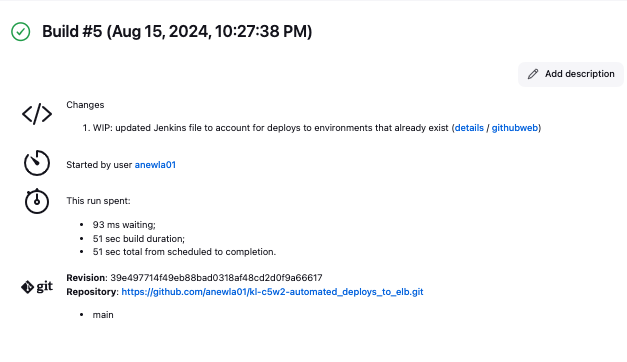 Build #5 (Aug 15, 2024, 10:27:38 PM)
Add description
Changes
1. WIP: updated Jenkins file to account for deploys to environments that already exist (details / githubweb)
Started by user anewla01
This run spent:
• 93 ms waiting;
• 51 sec build duration;
• 51 sec total from scheduled to completion.
git
Revision: 39e497714f49eb88bad0318af48cd2d0f9a66617
Repository: https://github.com/anewla01/kl-c5w2-automated_deploys_to_elb.git
• main